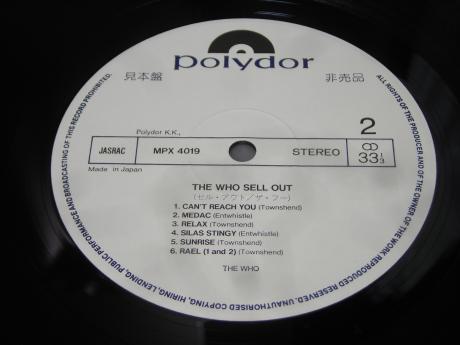 polydor
見本盤
非売品
2
Polydor K.K.,
JASRAC
MPX 4019
STEREO
33 1/3
Made in Japan
THE WHO SELL OUT
(セル・アウト/ザ・フー)
1. CAN'T REACH YOU (Townshend)
2. MEDAC (Entwhistle)
3. RELAX (Townshend)
4. SILAS STINGY (Entwhistle)
5. SUNRISE (Townshend)
6. RAEL (1 and 2) (Townshend)
THE WHO
ALL RIGHTS OF THE PRODUCER AND OF THE OWNER OF THE WORK REPRODUCED RESERVED. UNAUTHORISED COPYING, HIRING, LENDING, PUBLIC PERFORMANCE AND BROADCASTING OF THIS RECORD PROHIBITED.